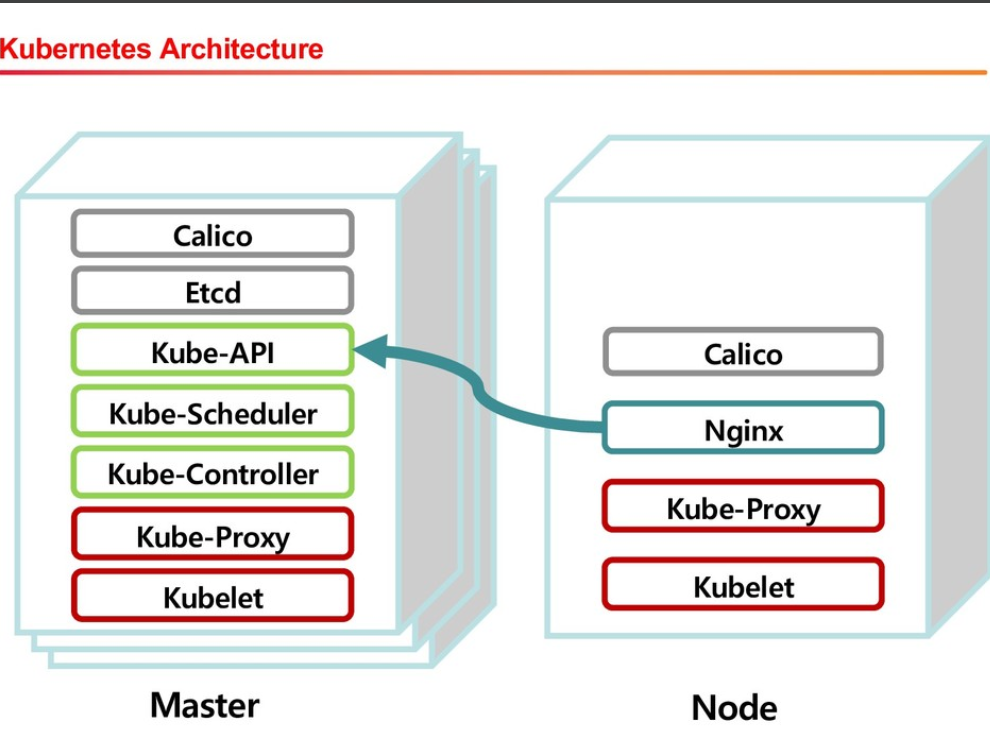 Kubernetes Architecture
Calico
Etcd
Kube-API
Kube-Scheduler
Kube-Controller
Kube-Proxy
Kubelet
Master
Calico
Nginx
Kube-Proxy
Kubelet
Node